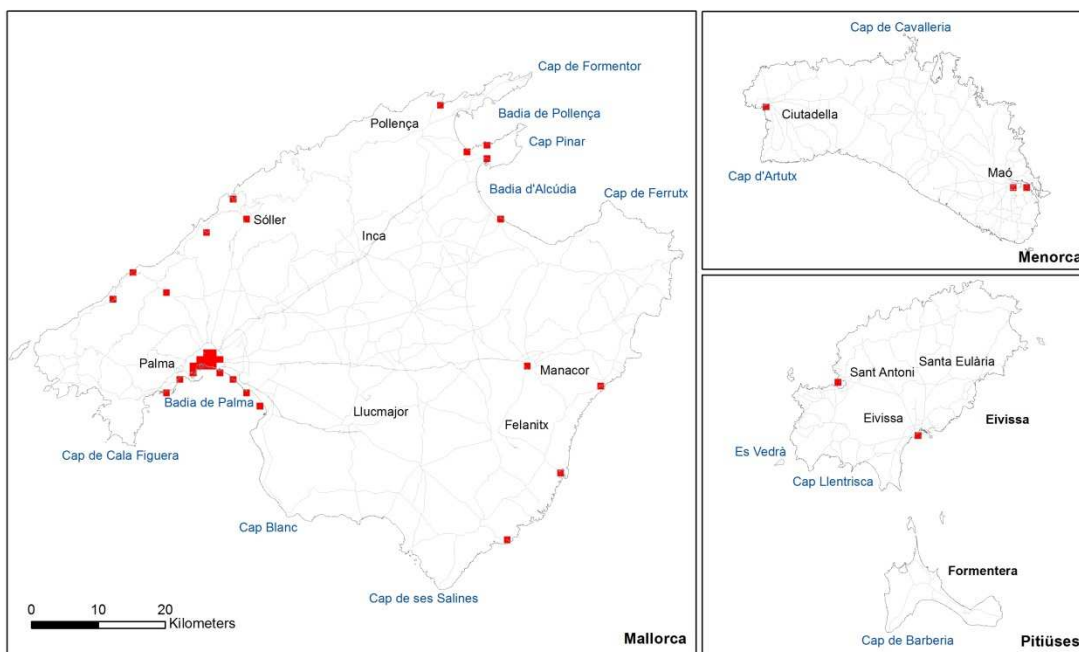 Cap de Formentor
Badia de Pollença
Pollença
Cap Pinar
Badia d'Alcúdia
Cap de Ferrutx
Sóller
Inca
Palma
Manacor
Badia de Palma
Llucmajor
Felanitx
Cap de Cala Figuera
Cap Blanc
Cap de ses Salines
0 10 20
Kilometers
Mallorca
Cap de Cavalleria
Ciutadella
Cap d'Artutx
Maó
Menorca
Santa Eulària
Sant Antoni
Eivissa
Eivissa
Es Vedrà
Cap Llentrisca
Formentera
Cap de Barberia
Pitiüses